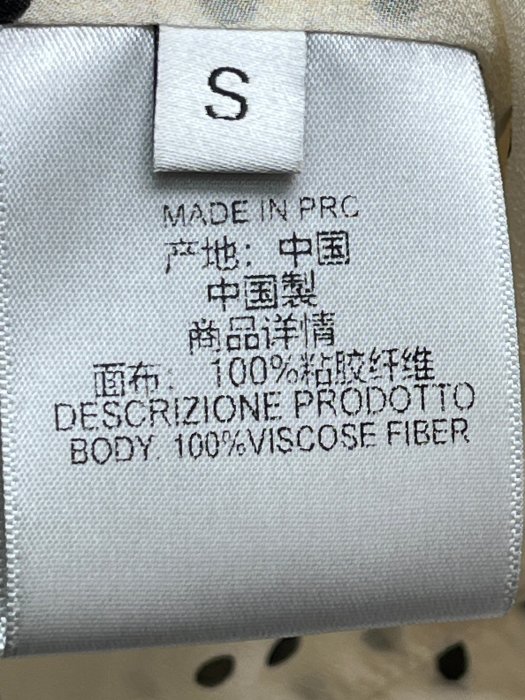 S
MADE IN PRC
产地：中国
中国製
商品详情
面布：100%粘胶纤维
DESCRIZIONE PRODOTTO
BODY. 100%VISCOSE FIBER